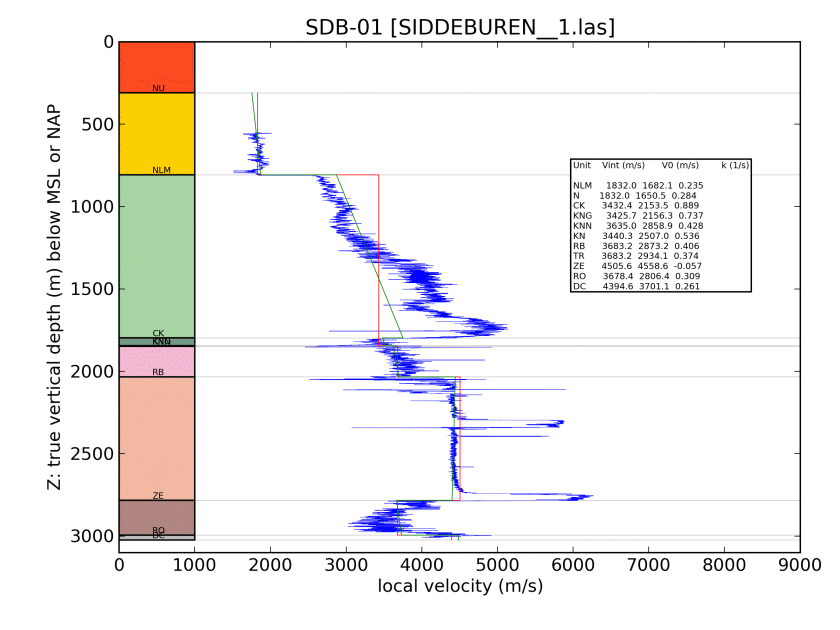 SDB-01 [SIDDEBUREN__1.las]
0
NU
500
NLM
Unit Vint (m/s) V0 (m/s) k (1/s)
NLM 1832.0 1682.1 0.235
N 1832.0 1650.5 0.284
CK 3432.4 2153.5 0.889
KNG 3425.7 2156.3 0.737
KNN 3635.0 2858.9 0.428
KN 3440.3 2507.0 0.536
RB 3683.2 2873.2 0.406
TR 3683.2 2934.1 0.374
ZE 4505.6 4558.6 -0.057
RO 3678.4 2806.4 0.309
DC 4394.6 3701.1 0.261
1000
1500
CK
2000
RB
2500
ZE
RO
3000
DC
Z: true vertical depth (m) below MSL or NAP
0 1000 2000 3000 4000 5000 6000 7000 8000 9000
local velocity (m/s)